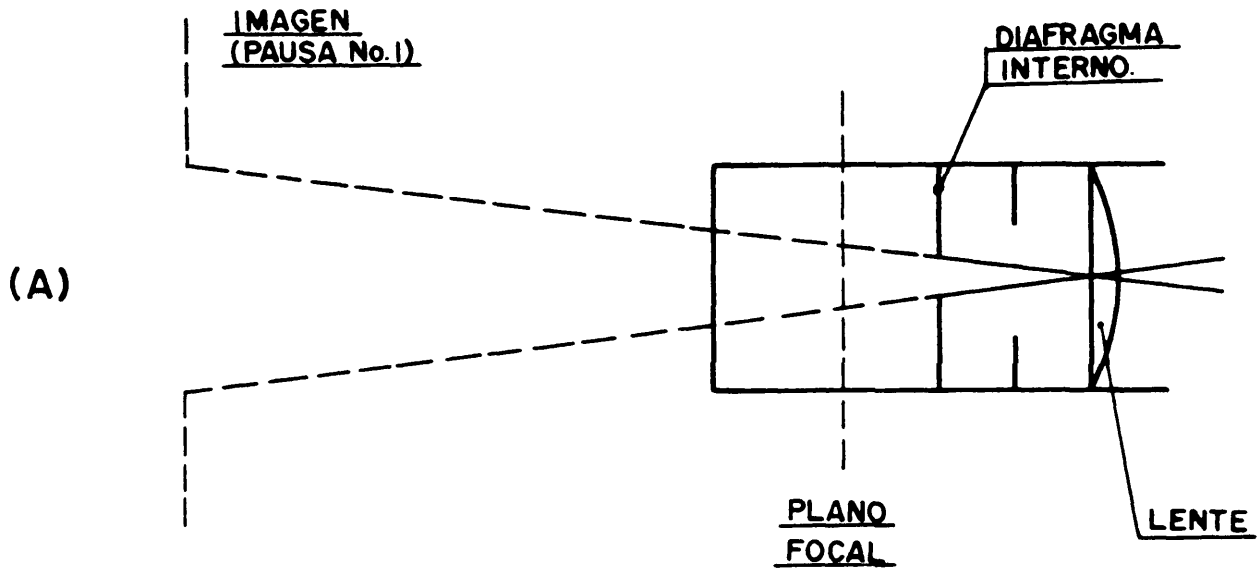 IMAGEN
(PAUSA No. 1)
DIAFRAGMA
INTERNO.
(A)
PLANO
FOCAL
LENTE